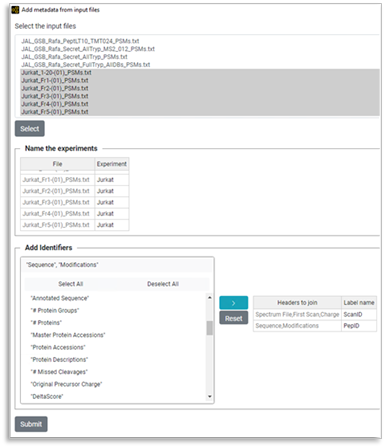 Add metadata from input files
Select the input files
JAL_GSB_Rafa_PeptLT10_TMT024_PSMs.txt
JAL_GSB_Rafa_Secret_AllTryp_MS2_012_PSMs.txt
JAL_GSB_Rafa_Secret_AllTryp_PSMs.txt
JAL_GSB_Rafa_Secret_FullTryp_AllDBs_PSMs.txt
Jurkat_1-20-(01)_PSMs.txt
Jurkat_Fr1-(01)_PSMs.txt
Jurkat_Fr2-(01)_PSMs.txt
Jurkat_Fr3-(01)_PSMs.txt
Jurkat_Fr4-(01)_PSMs.txt
Jurkat_Fr5-(01)_PSMs.txt
Select
Name the experiments
File Experiment
Jurkat_Fr1-(01)_PSMs.txt Jurkat
Jurkat_Fr2-(01)_PSMs.txt Jurkat
Jurkat_Fr3-(01)_PSMs.txt Jurkat
Jurkat_Fr4-(01)_PSMs.txt Jurkat
Jurkat_Fr5-(01)_PSMs.txt Jurkat
Add Identifiers
"Sequence", "Modifications"
Select All Deselect All
"Annotated Sequence"
"# Protein Groups"
"# Proteins"
"Master Protein Accessions"
"Protein Accessions"
"Protein Descriptions"
"# Missed Cleavages"
"Original Precursor Charge"
"DeltaScore"
>
Reset
Headers to join Label name
Spectrum File,First Scan,Charge ScanID
Sequence,Modifications PepID
Submit